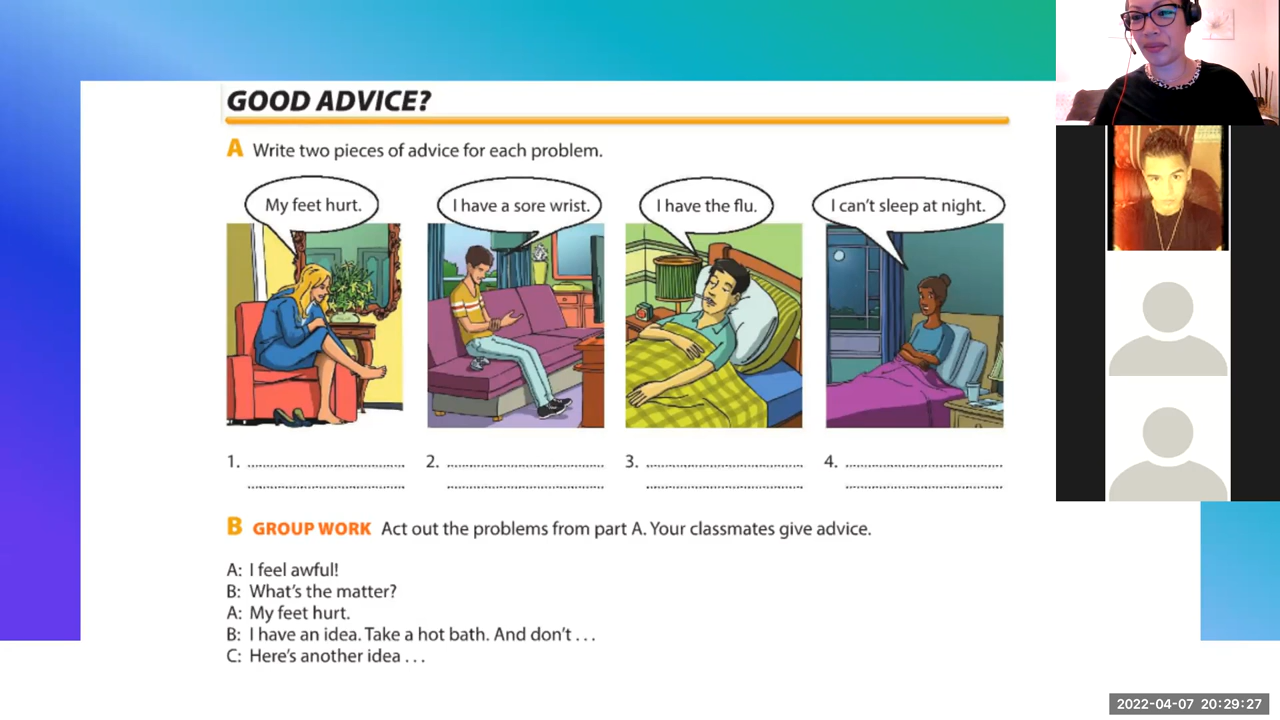 GOOD ADVICE?
A Write two pieces of advice for each problem.
My feet hurt.
I have a sore wrist.
I have the flu.
I can't sleep at night.
1.
2.
3.
4.
B GROUP WORK Act out the problems from part A. Your classmates give advice.
A: I feel awful!
B: What's the matter?
A: My feet hurt.
B: I have an idea. Take a hot bath. And don't . . .
C: Here's another idea . . .
2022-04-07 20:29:27